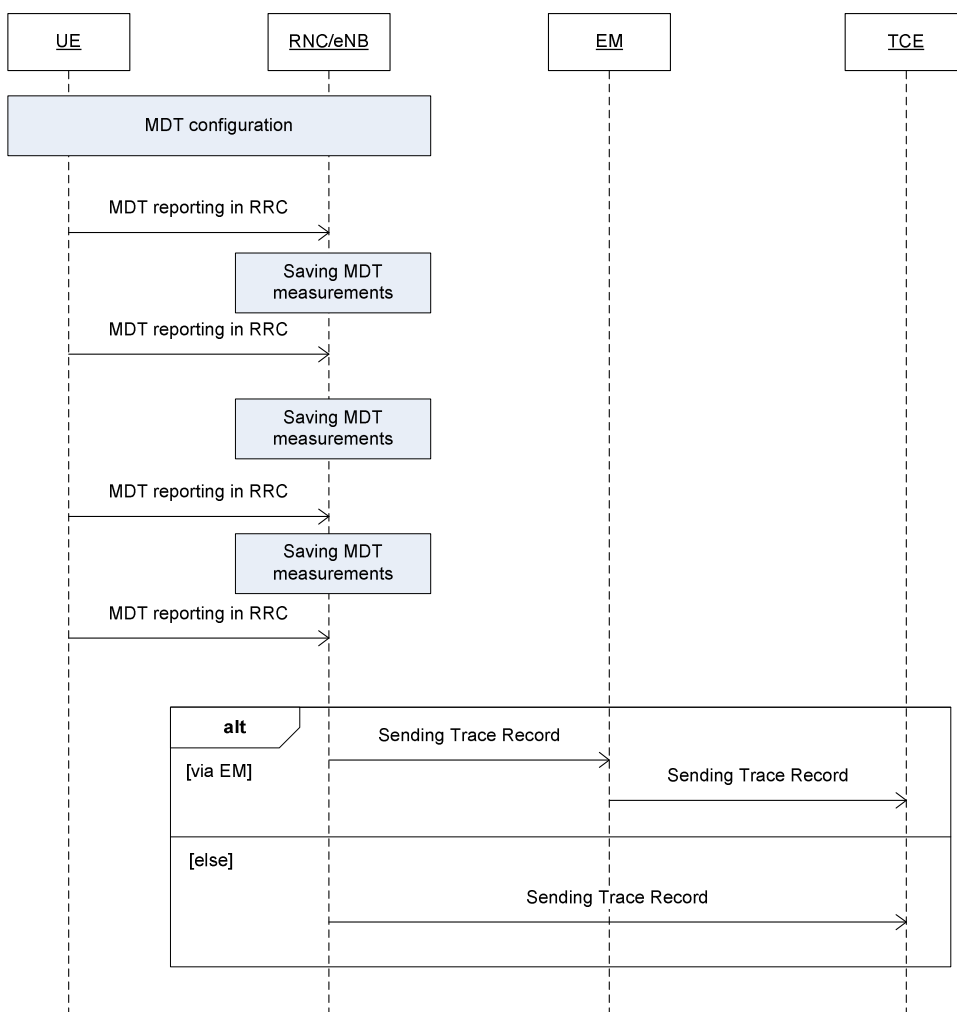 UE
RNC/eNB
EM
TCE
MDT configuration
MDT reporting in RRC
Saving MDT
measurements
MDT reporting in RRC
Saving MDT
measurements
MDT reporting in RRC
Saving MDT
measurements
MDT reporting in RRC
alt
Sending Trace Record
[via EM]
Sending Trace Record
[else]
Sending Trace Record